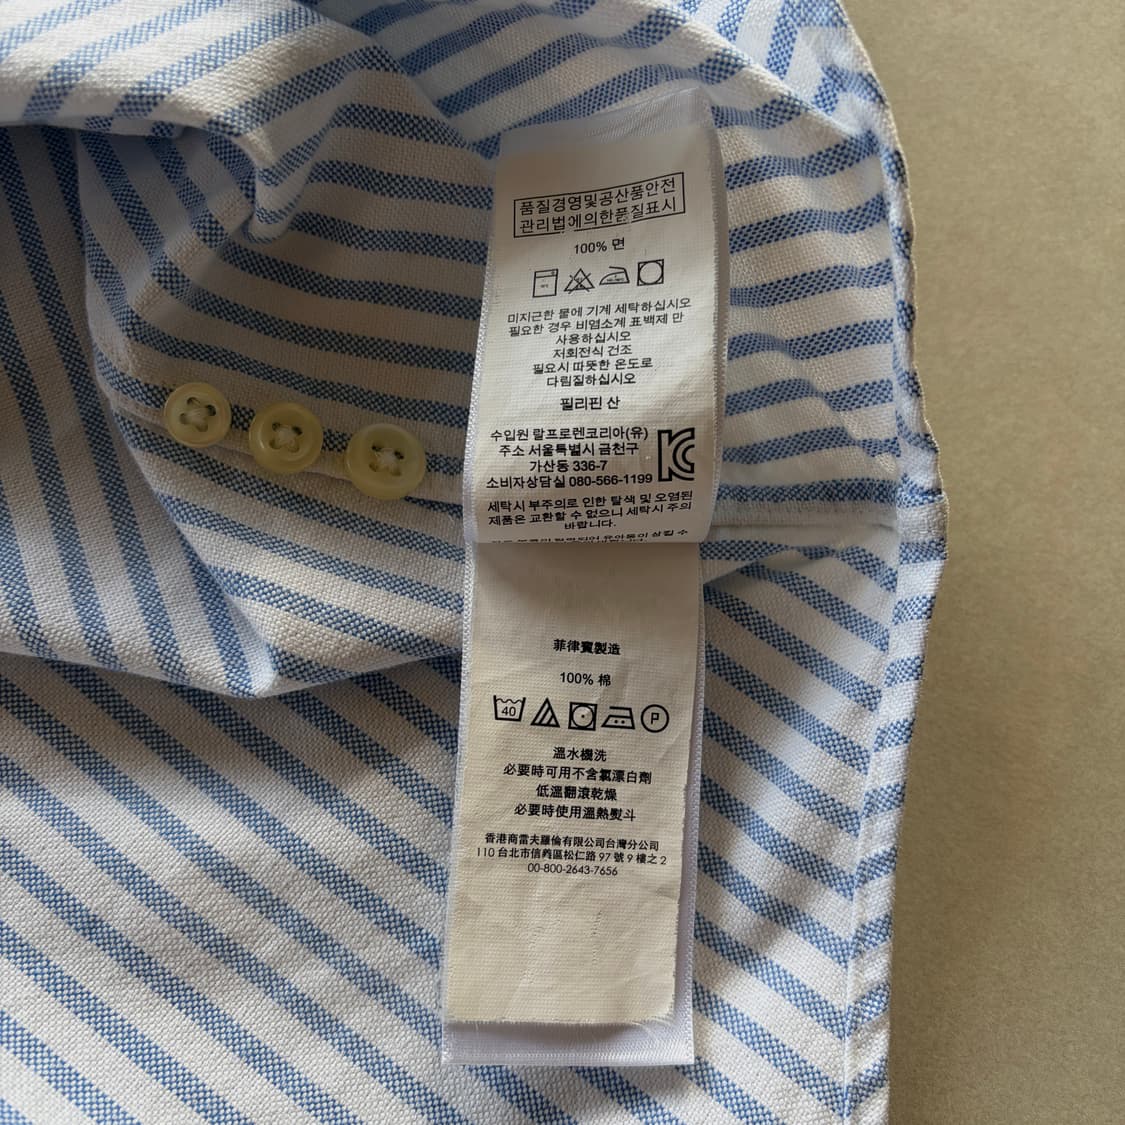 품질경영및공산품안전
관리법에의한품질표시
100% 면
미지근한 물에 기계 세탁하십시오
필요한 경우 비염소계 표백제 만
사용하십시오
저회전식 건조
필요시 따뜻한 온도로
다림질하십시오
필리핀 산
수입원 랄프로렌코리아(유)
주소 서울특별시 금천구
가산동 336-7
소비자상담실 080-566-1199
세탁시 부주의로 인한 탈색 및 오염된
제품은 교환할 수 없으니 세탁시 주의
바랍니다.
菲律賓製造
100% 棉
40
P
溫水機洗
必要時可用不含氯漂白劑
低溫翻滾乾燥
必要時使用溫熱熨斗
香港商雷夫羅倫有限公司台灣分公司
110 台北市信義區松仁路 97 號 9 樓之 2
00-800-2643-7656